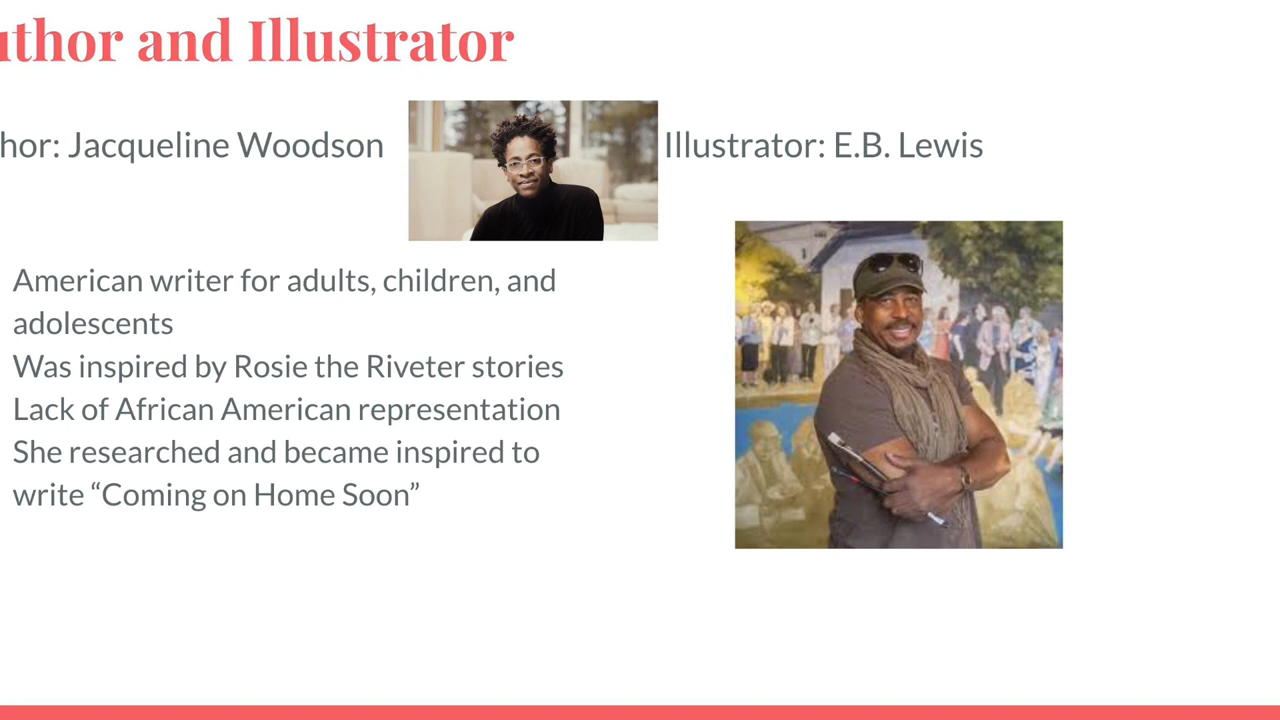 uthor and Illustrator
hor: Jacqueline Woodson
Illustrator: E.B. Lewis
American writer for adults, children, and
adolescents
Was inspired by Rosie the Riveter stories
Lack of African American representation
She researched and became inspired to
write “Coming on Home Soon”